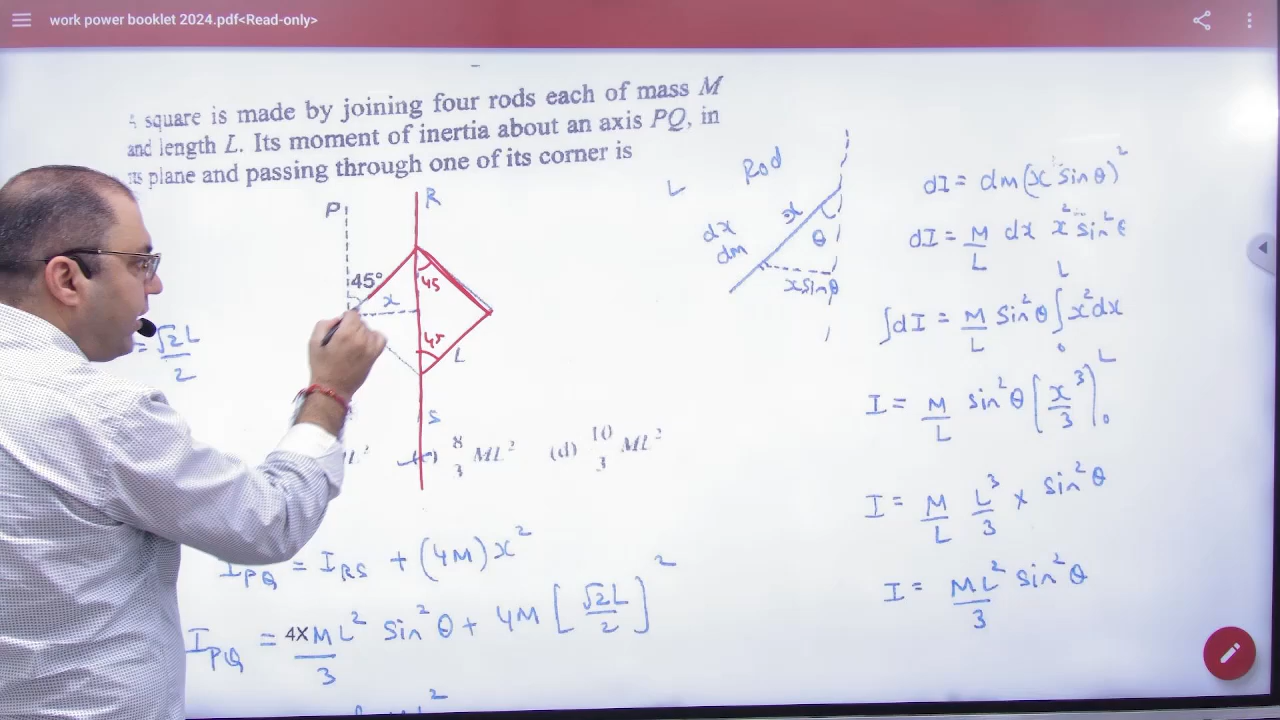 work power booklet 2024.pdf<Read-only>
square is made by joining four rods each of mass M
and length L. Its moment of inertia about an axis PQ, in
its plane and passing through one of its corner is
P
R
45°
x
45
45
L
S
= √2L/2
L
Rod
x
dx
dm
θ
x sinθ
L² (c) 8/3 ML² (d) 10/3 ML²
I_PQ = I_RS + (4M)x²
I_PQ = 4×ML²/3 sin²θ + 4M [√2L/2]²
dI = dm(x sinθ)²
dI = M/L dx x² sin²θ
∫dI = M/L sin²θ ∫₀ᴸ x²dx
I = M/L sin²θ [x³/3]₀ᴸ
I = M/L L³/3 × sin²θ
I = ML²/3 sin²θ